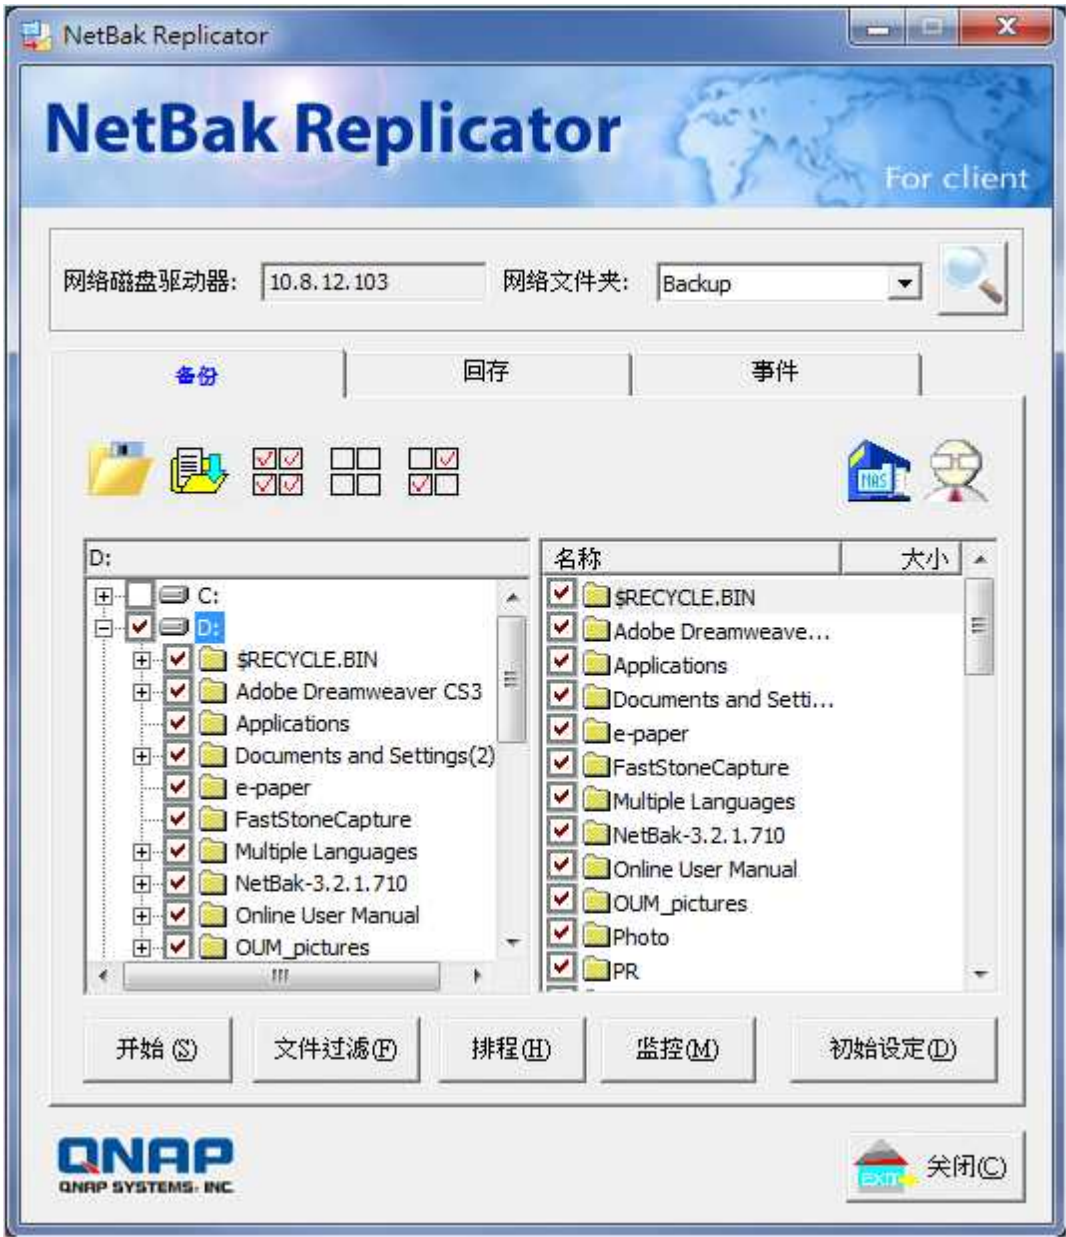 NetBak Replicator
NetBak Replicator
For client
网络磁盘驱动器: 10.8.12.103 网络文件夹: Backup
备份 回存 事件
NAS
D:
C:
D:
$RECYCLE.BIN
Adobe Dreamweaver CS3
Applications
Documents and Settings(2)
e-paper
FastStoneCapture
Multiple Languages
NetBak-3.2.1.710
Online User Manual
OUM_pictures
名称 大小
$RECYCLE.BIN
Adobe Dreamweave...
Applications
Documents and Setti...
e-paper
FastStoneCapture
Multiple Languages
NetBak-3.2.1.710
Online User Manual
OUM_pictures
Photo
PR
开始 (S) 文件过滤(F) 排程(H) 监控(M) 初始设定(D)
QNAP
QNAP SYSTEMS, INC.
EXIT 关闭(C)